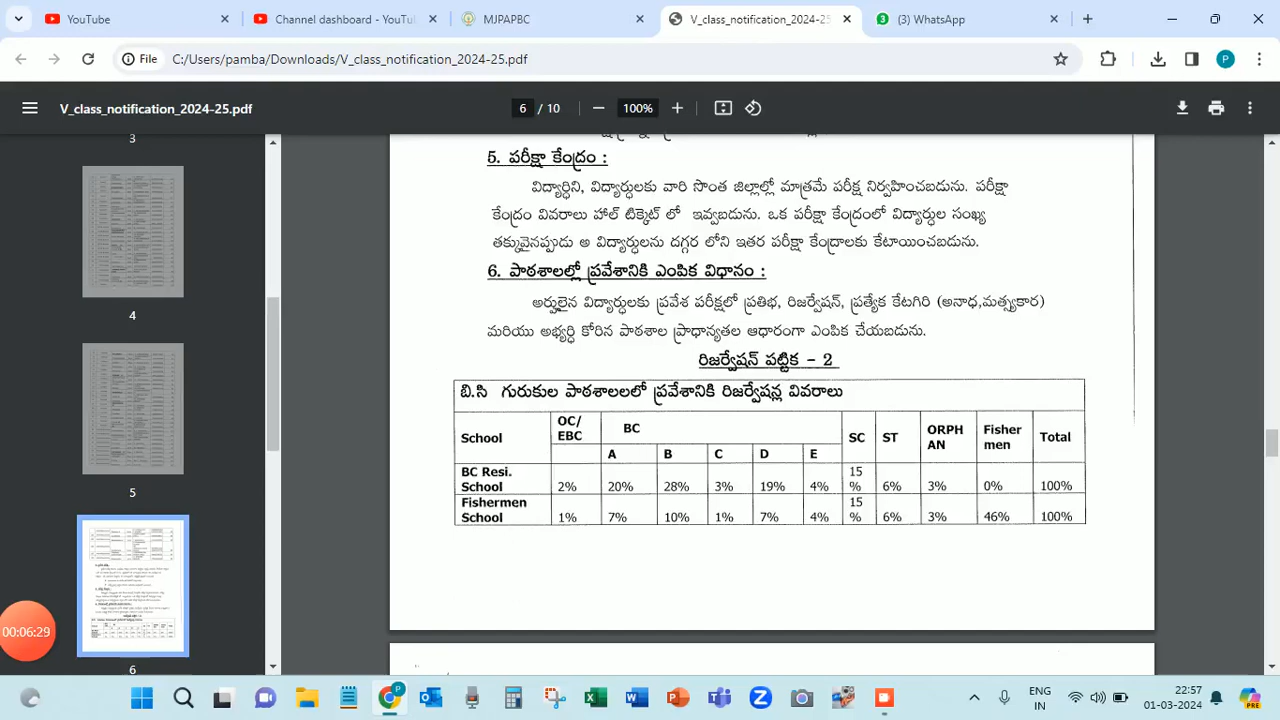 YouTube
Channel dashboard - YouTu
MJPAPBC
V_class_notification_2024-25
(3) WhatsApp
File
C:/Users/pamba/Downloads/V_class_notification_2024-25.pdf
V_class_notification_2024-25.pdf
6 / 10
100%
3
4
5
6
5. పరీక్షా కేంద్రం :
విద్యార్థిని, విద్యార్ధులకు వారి సొంత జిల్లాల్లో మాత్రమే పరీక్ష నిర్వహించబడును. పరీక్షా
కేంద్రం వివరాలు హాల్ టిక్కెట్ లో ఇవ్వబడును. ఒక పరీక్షా కేంద్రంలో విద్యార్ధుల సంఖ్య
తక్కువైనప్పుడు ఆ విద్యార్ధులను దగ్గర లోని ఇతర పరీక్షా కేంద్రాలకు కేటాయించబడును.
6. పాఠశాలల్లో ప్రవేశానికి ఎంపిక విధానం :
అర్హులైన విద్యార్ధులకు ప్రవేశ పరీక్షలో ప్రతిభ, రిజర్వేషన్, ప్రత్యేక కేటగిరి (అనాధ,మత్స్యకార)
మరియు అభ్యర్థి కోరిన పాఠశాల ప్రాధాన్యతల ఆధారంగా ఎంపిక చేయబడును.
రిజర్వేషన్ పట్టిక - 2
బి.సి గురుకుల పాఠశాలలలో ప్రవేశానికి రిజర్వేషన్ల వివరాలు
School OC/ EBC BC SC ST ORPH AN Fisher men Total
A B C D E
BC Resi. 15
School 2% 20% 28% 3% 19% 4% % 6% 3% 0% 100%
Fishermen 15
School 1% 7% 10% 1% 7% 4% % 6% 3% 46% 100%
00:06:29
ENG
IN
22:57
01-03-2024